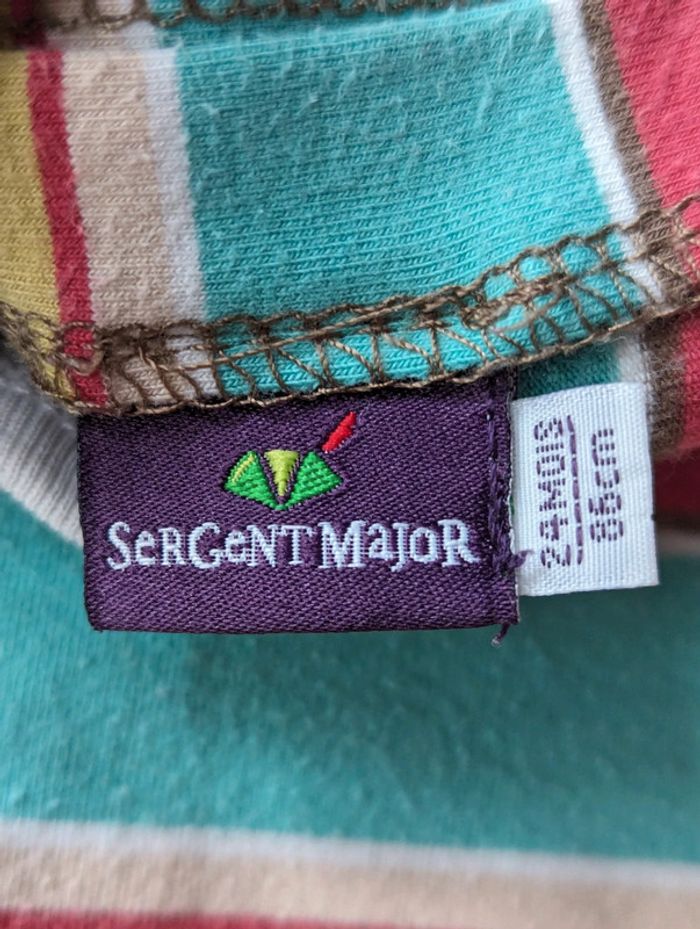 SeRGeNT MaJoR
24MOIS
86cm